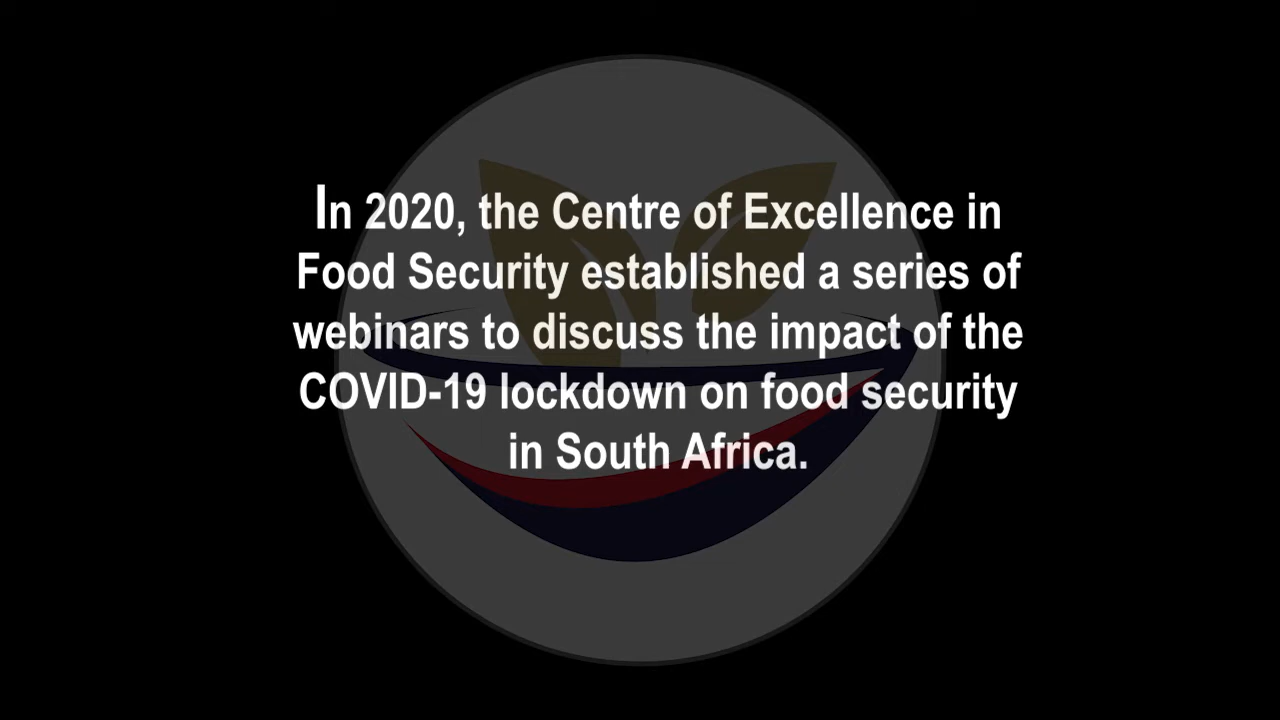 In 2020, the Centre of Excellence in
Food Security established a series of
webinars to discuss the impact of the
COVID-19 lockdown on food security
in South Africa.